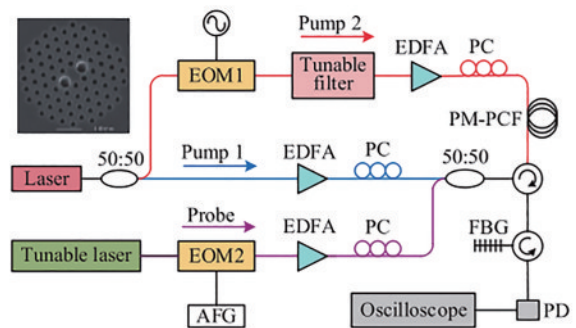 Pump 2
EDFA
PC
EOM1
Tunable
filter
PM-PCF
50:50
Pump 1
EDFA
PC
50:50
Laser
Probe
EDFA
PC
FBG
Tunable laser
EOM2
AFG
Oscilloscope
PD